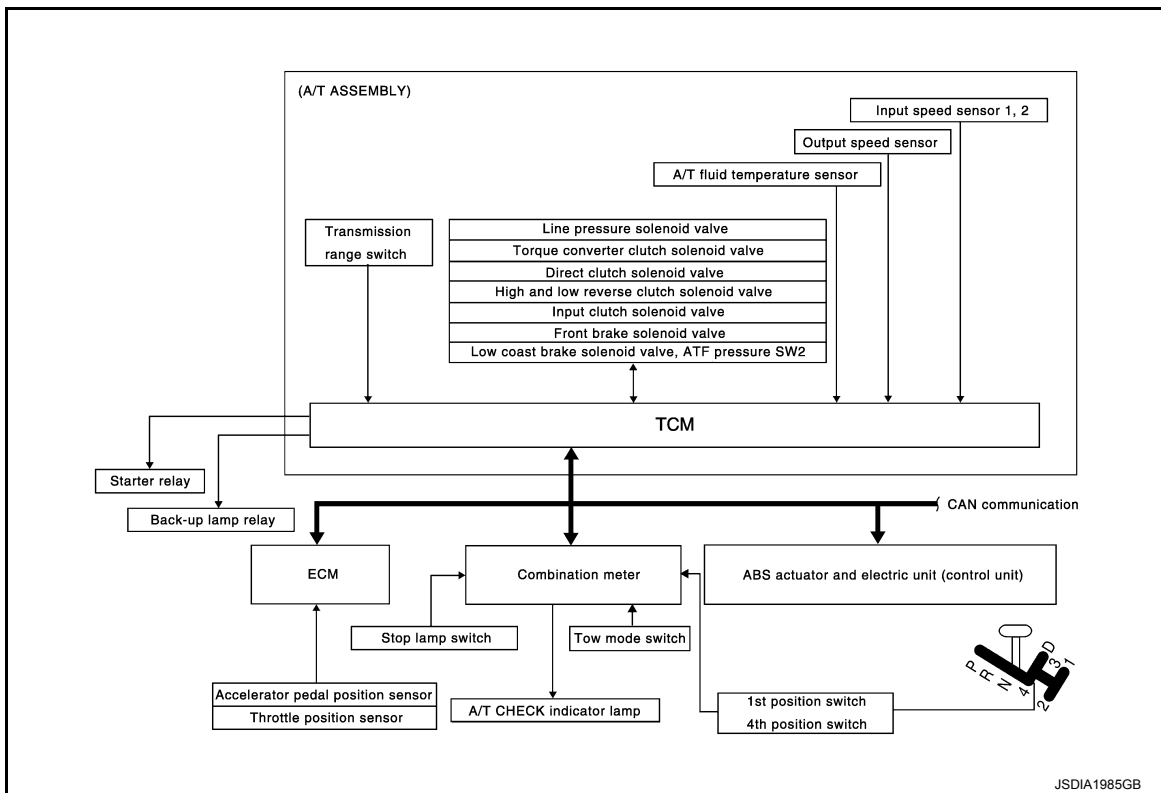 (A/T ASSEMBLY)
Input speed sensor 1, 2
Output speed sensor
A/T fluid temperature sensor
Transmission
range switch
Line pressure solenoid valve
Torque converter clutch solenoid valve
Direct clutch solenoid valve
High and low reverse clutch solenoid valve
Input clutch solenoid valve
Front brake solenoid valve
Low coast brake solenoid valve, ATF pressure SW2
TCM
Starter relay
Back-up lamp relay
CAN communication
ECM
Combination meter
ABS actuator and electric unit (control unit)
Stop lamp switch
Tow mode switch
Accelerator pedal position sensor
Throttle position sensor
A/T CHECK indicator lamp
1st position switch
4th position switch
P
R
N
4
D
3
1
2
JSDIA1985GB